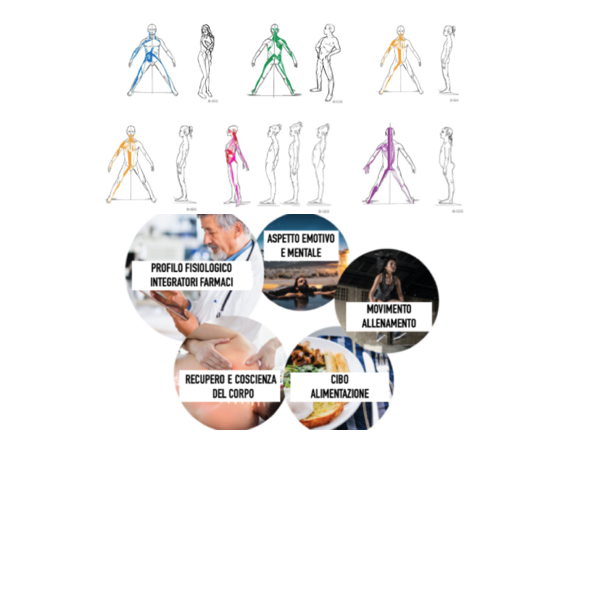 ASPETTO EMOTIVO
E MENTALE
PROFILO FISIOLOGICO
INTEGRATORI FARMACI
MOVIMENTO
ALLENAMENTO
RECUPERO E COSCIENZA
DEL CORPO
CIBO
ALIMENTAZIONE